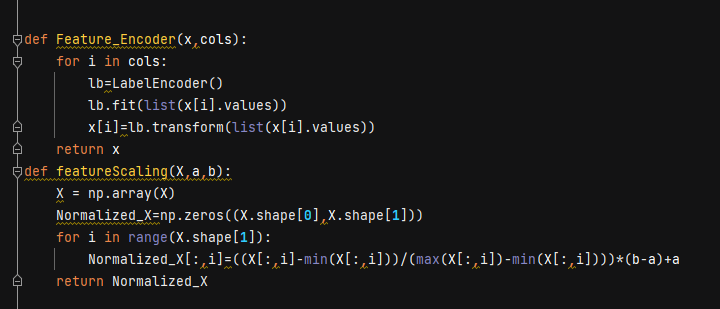 def Feature_Encoder(x,cols):
    for i in cols:
        lb=LabelEncoder()
        lb.fit(list(x[i].values))
        x[i]=lb.transform(list(x[i].values))
    return x
def featureScaling(X,a,b):
    X = np.array(X)
    Normalized_X=np.zeros((X.shape[0],X.shape[1]))
    for i in range(X.shape[1]):
        Normalized_X[:,i]=((X[:,i]-min(X[:,i]))/(max(X[:,i])-min(X[:,i])))*(b-a)+a
    return Normalized_X